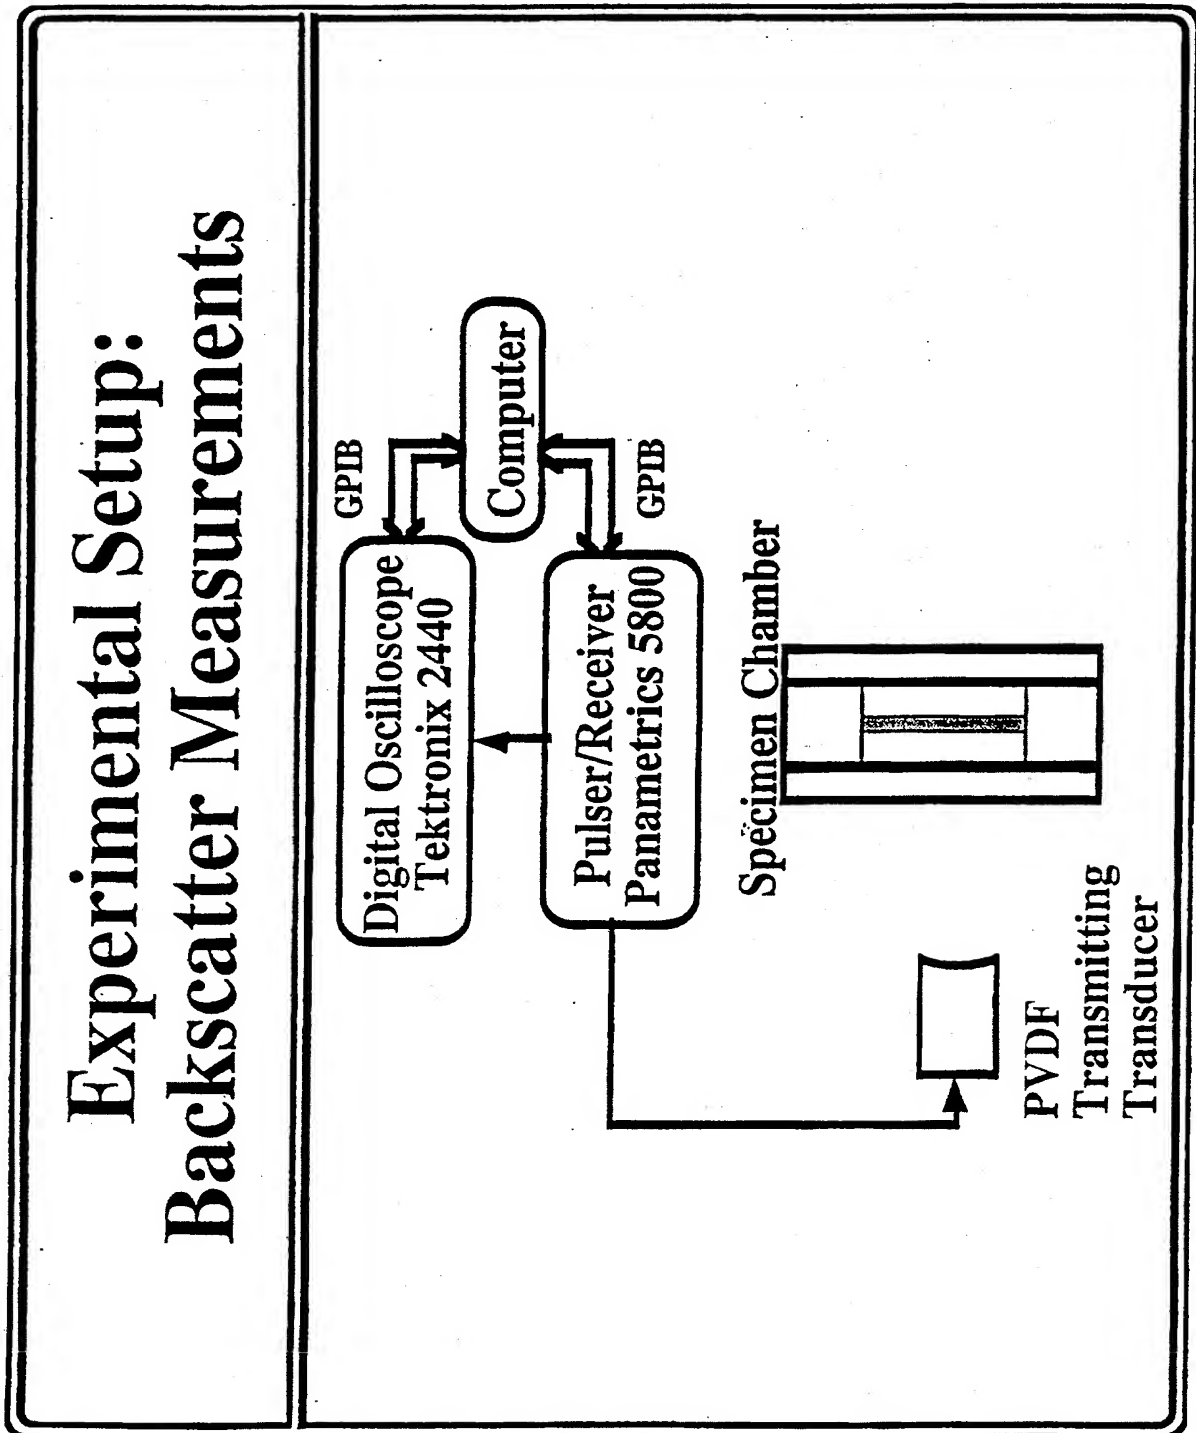 Experimental Setup:
Backscatter Measurements
GPIB
Digital Oscilloscope
Tektronix 2440
Computer
Pulser/Receiver
Panametrics 5800
GPIB
Specimen Chamber
PVDF
Transmitting
Transducer